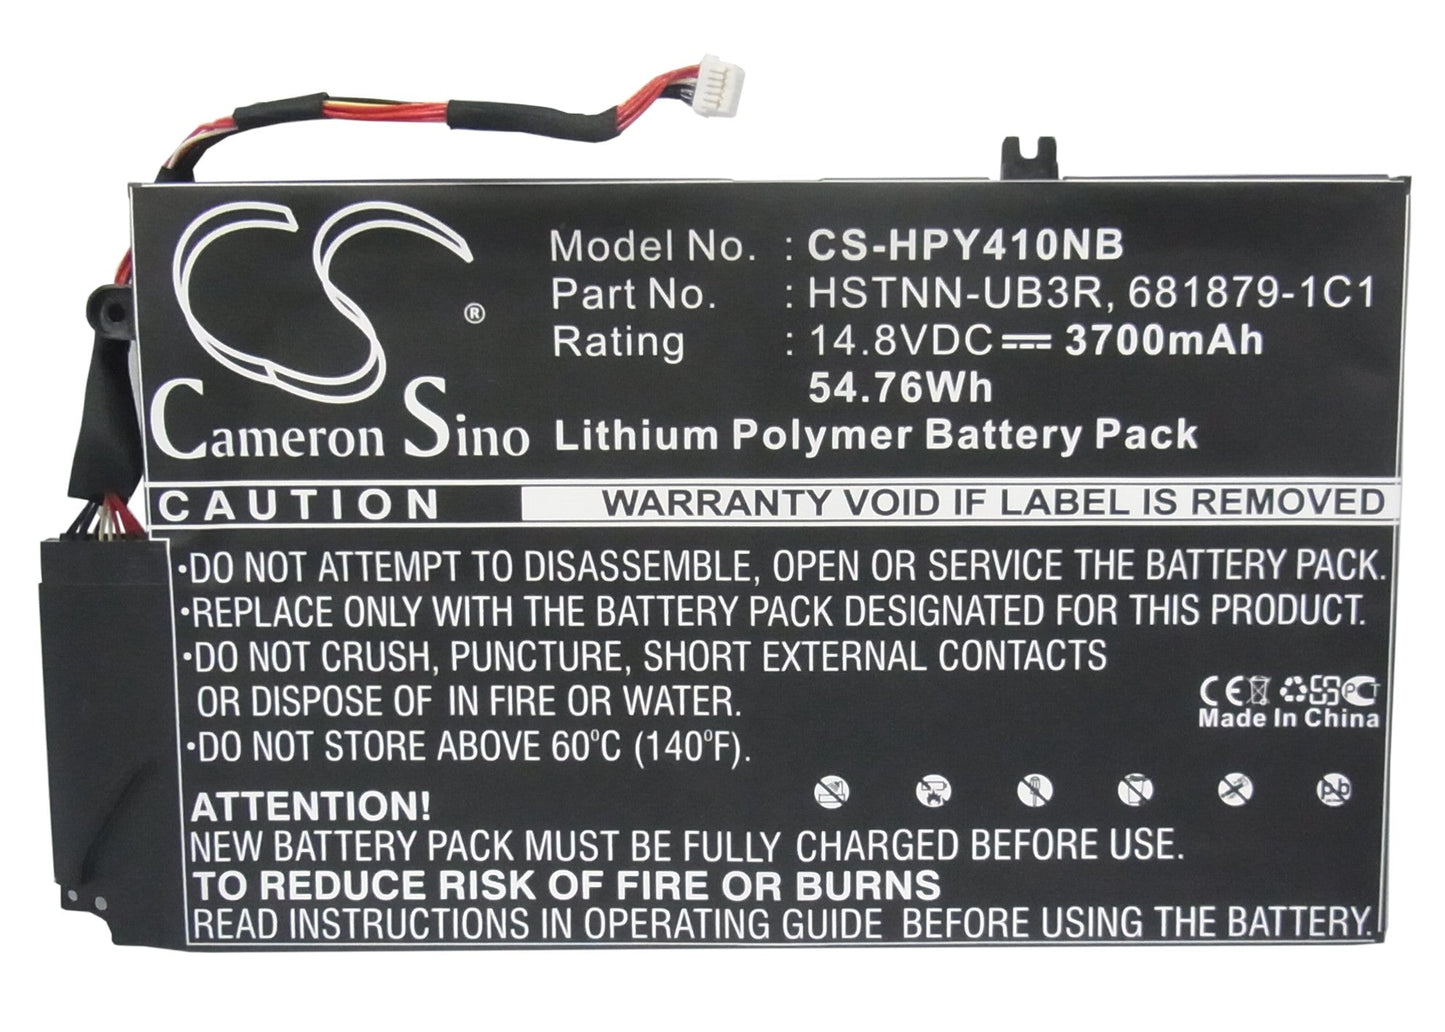 CS®
Cameron Sino
Model No. : CS-HPY410NB
Part No. : HSTNN-UB3R, 681879-1C1
Rating : 14.8VDC 3700mAh
54.76Wh
Lithium Polymer Battery Pack
CAUTION WARRANTY VOID IF LABEL IS REMOVED
•DO NOT ATTEMPT TO DISASSEMBLE, OPEN OR SERVICE THE BATTERY PACK.
•REPLACE ONLY WITH THE BATTERY PACK DESIGNATED FOR THIS PRODUCT.
•DO NOT CRUSH, PUNCTURE, SHORT EXTERNAL CONTACTS
OR DISPOSE OF IN FIRE OR WATER.
•DO NOT STORE ABOVE 60°C (140°F).
CE PCT
Made In China
Pb
ATTENTION!
NEW BATTERY PACK MUST BE FULLY CHARGED BEFORE USE.
TO REDUCE RISK OF FIRE OR BURNS
READ INSTRUCTIONS IN OPERATING GUIDE BEFORE USING THE BATTERY.